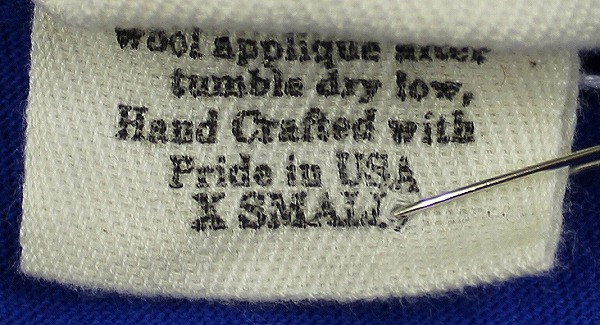 wool applique after
tumble dry low,
Hand Crafted with
Pride in USA
X SMALL